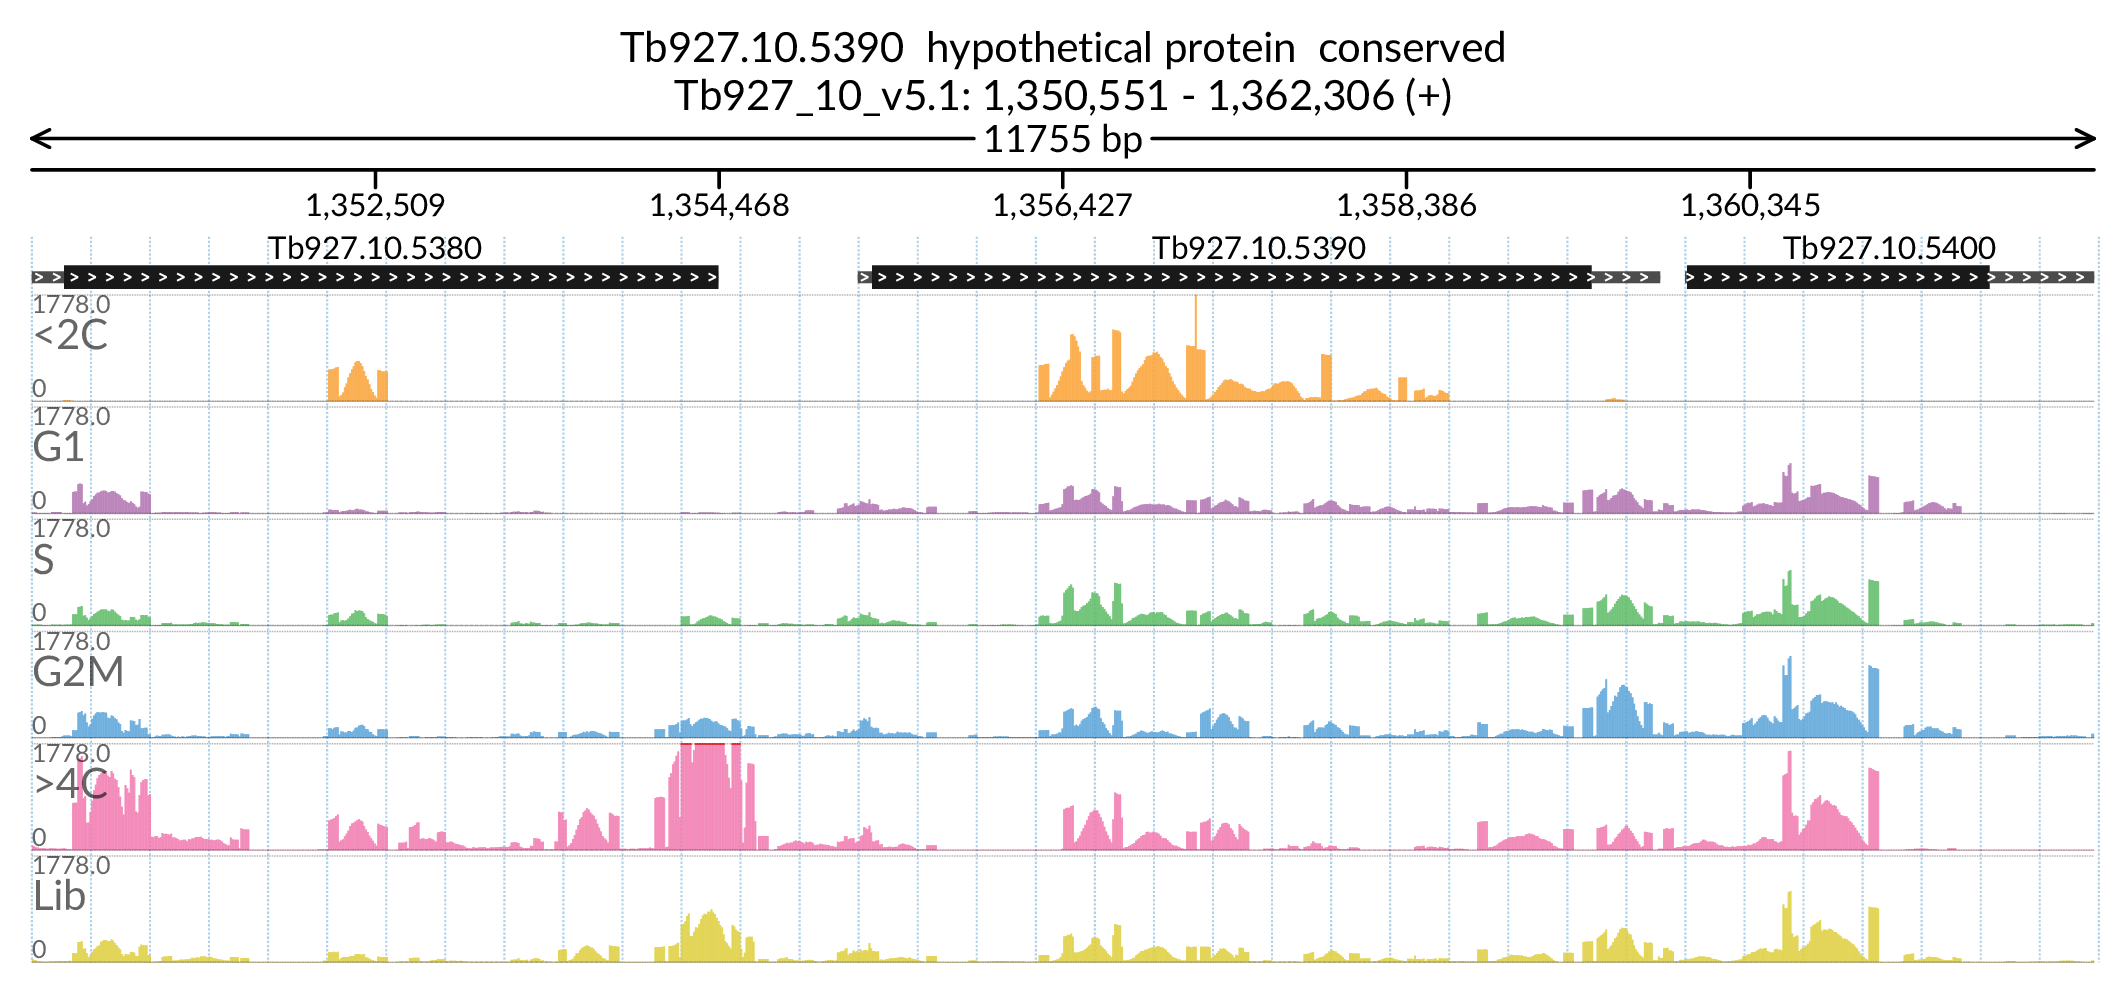 Tb927.10.5390 hypothetical protein conserved
Tb927_10_v5.1: 1,350,551 - 1,362,306 (+)
11755 bp
1,352,509 1,354,468 1,356,427 1,358,386 1,360,345
Tb927.10.5380 Tb927.10.5390 Tb927.10.5400
1778.0
<2C
0
1778.0
G1
0
1778.0
S
0
1778.0
G2M
0
1778.0
>4C
0
1778.0
Lib
0